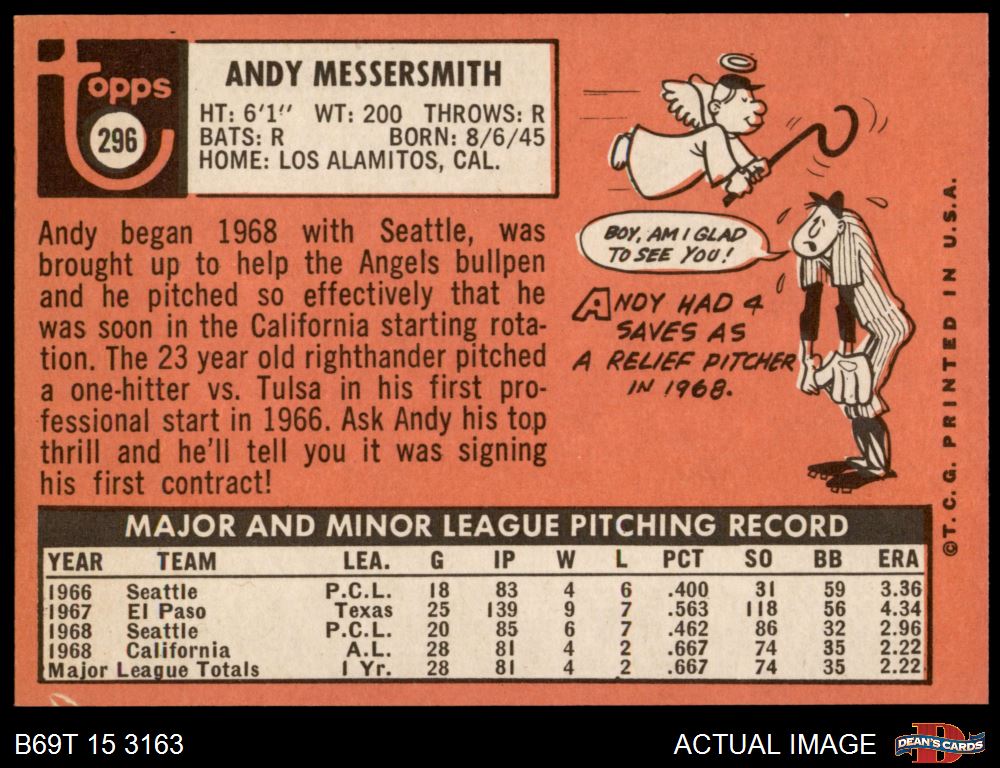 Topps
296
ANDY MESSERSMITH
HT: 6'1" WT: 200 THROWS: R
BATS: R BORN: 8/6/45
HOME: LOS ALAMITOS, CAL.
Andy began 1968 with Seattle, was
brought up to help the Angels bullpen
and he pitched so effectively that he
was soon in the California starting rota-
tion. The 23 year old righthander pitched
a one-hitter vs. Tulsa in his first pro-
fessional start in 1966. Ask Andy his top
thrill and he'll tell you it was signing
his first contract!
BOY, AM I GLAD
TO SEE YOU!
ANDY HAD 4
SAVES AS
A RELIEF PITCHER
IN 1968.
©T.C.G. PRINTED IN U.S.A.
MAJOR AND MINOR LEAGUE PITCHING RECORD
YEAR TEAM LEA. G IP W L PCT SO BB ERA
1966 Seattle P.C.L. 18 83 4 6 .400 31 59 3.36
1967 El Paso Texas 25 139 9 7 .563 118 56 4.34
1968 Seattle P.C.L. 20 85 6 7 .462 86 32 2.96
1968 California A.L. 28 81 4 2 .667 74 35 2.22
Major League Totals 1 Yr. 28 81 4 2 .667 74 35 2.22
B69T 15 3163
ACTUAL IMAGE
D
DEAN'S CARDS